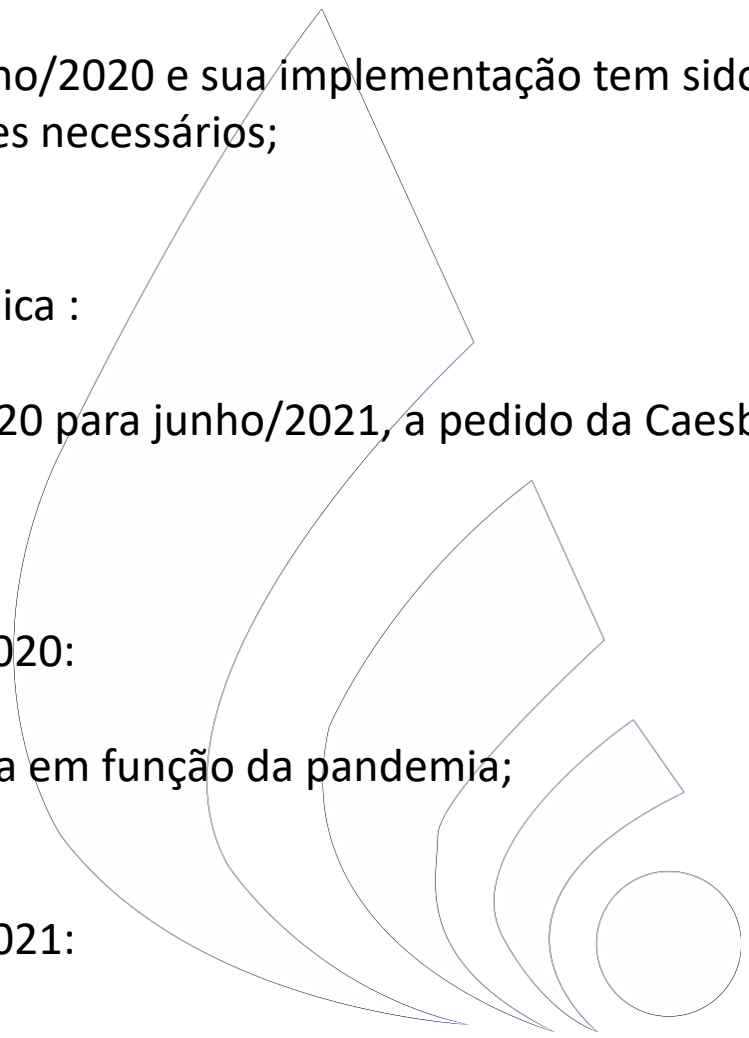 ho/2020 e sua implementação tem sido
es necessários;
ica :
20 para junho/2021, a pedido da Caesb
020:
a em função da pandemia;
021: